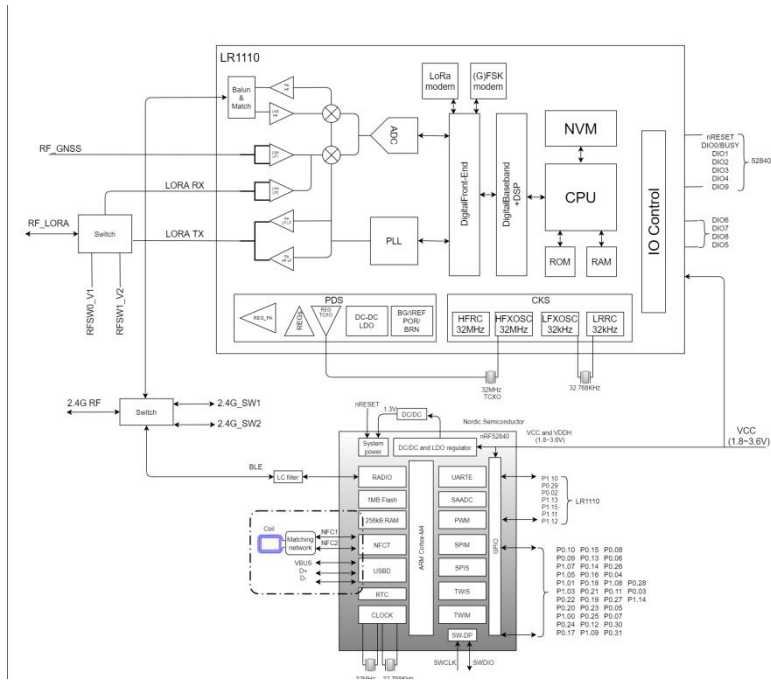 LR1110
Balun & Match
LoRa modem
(G)FSK modem
ADC
NVM
nRESET
DIO0/BUSY
DIO1
DIO2
DIO3
DIO4
DIO9
52840
RF_GNSS
DigitalFront-End
DigitalBaseband +DSP
CPU
IO Control
LORA RX
RF_LORA
Switch
LORA TX
PLL
ROM
RAM
DIO6
DIO7
DIO8
DIO5
RFSW0_V1
RFSW1_V2
PDS
REG_PA
REGs
REG TCXO
DC-DC LDO
BG/IREF POR/ BRN
CKS
HFRC 32MHz
HFXOSC 32MHz
LFXOSC 32kHz
LRRC 32kHz
32MHz TCXO
32.768KHz
2.4G RF
Switch
2.4G_SW1
2.4G_SW2
nRESET
1.3V
DC/DC
Nordic Semiconductor
nRF52840
VCC and VDDH (1.8~3.6V)
VCC (1.8~3.6V)
System power
DC/DC and LDO regulator
BLE
LC filter
RADIO
1MB Flash
256kB RAM
NFCT
USBD
RTC
CLOCK
ARM Cortex-M4
UARTE
SAADC
PWM
SPIM
SPIS
TWIS
TWIM
SW-DP
GPIO
Coil
Matching network
NFC1
NFC2
VBUS
D+
D-
32MHz
32.768KHz
SWCLK
SWDIO
P1.10
P0.29
P0.02
P1.13
P1.15
P1.11
P1.12
LR1110
P0.10 P0.15 P0.08
P0.09 P0.13 P0.06
P1.07 P0.14 P0.26
P1.05 P0.16 P0.04
P1.01 P0.18 P1.08 P0.28
P1.03 P0.21 P0.11 P0.03
P0.22 P0.19 P0.27 P1.14
P0.20 P0.23 P0.05
P1.00 P0.25 P0.07
P0.24 P0.12 P0.30
P0.17 P1.09 P0.31